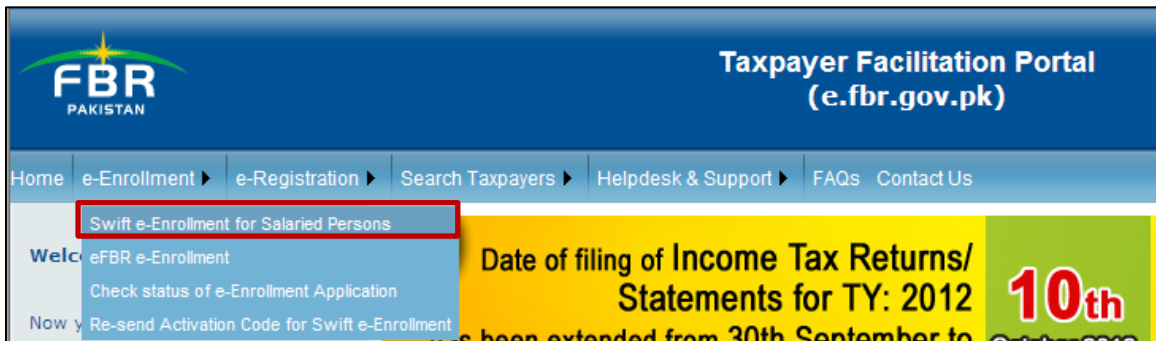 FBR
PAKISTAN
Taxpayer Facilitation Portal
(e.fbr.gov.pk)
Home e-Enrollment e-Registration Search Taxpayers Helpdesk & Support FAQs Contact Us
Swift e-Enrollment for Salaried Persons
eFBR e-Enrollment
Check status of e-Enrollment Application
Re-send Activation Code for Swift e-Enrollment
Welc
Now y
Date of filing of Income Tax Returns/
Statements for TY: 2012
been extended from 30th September to
10th